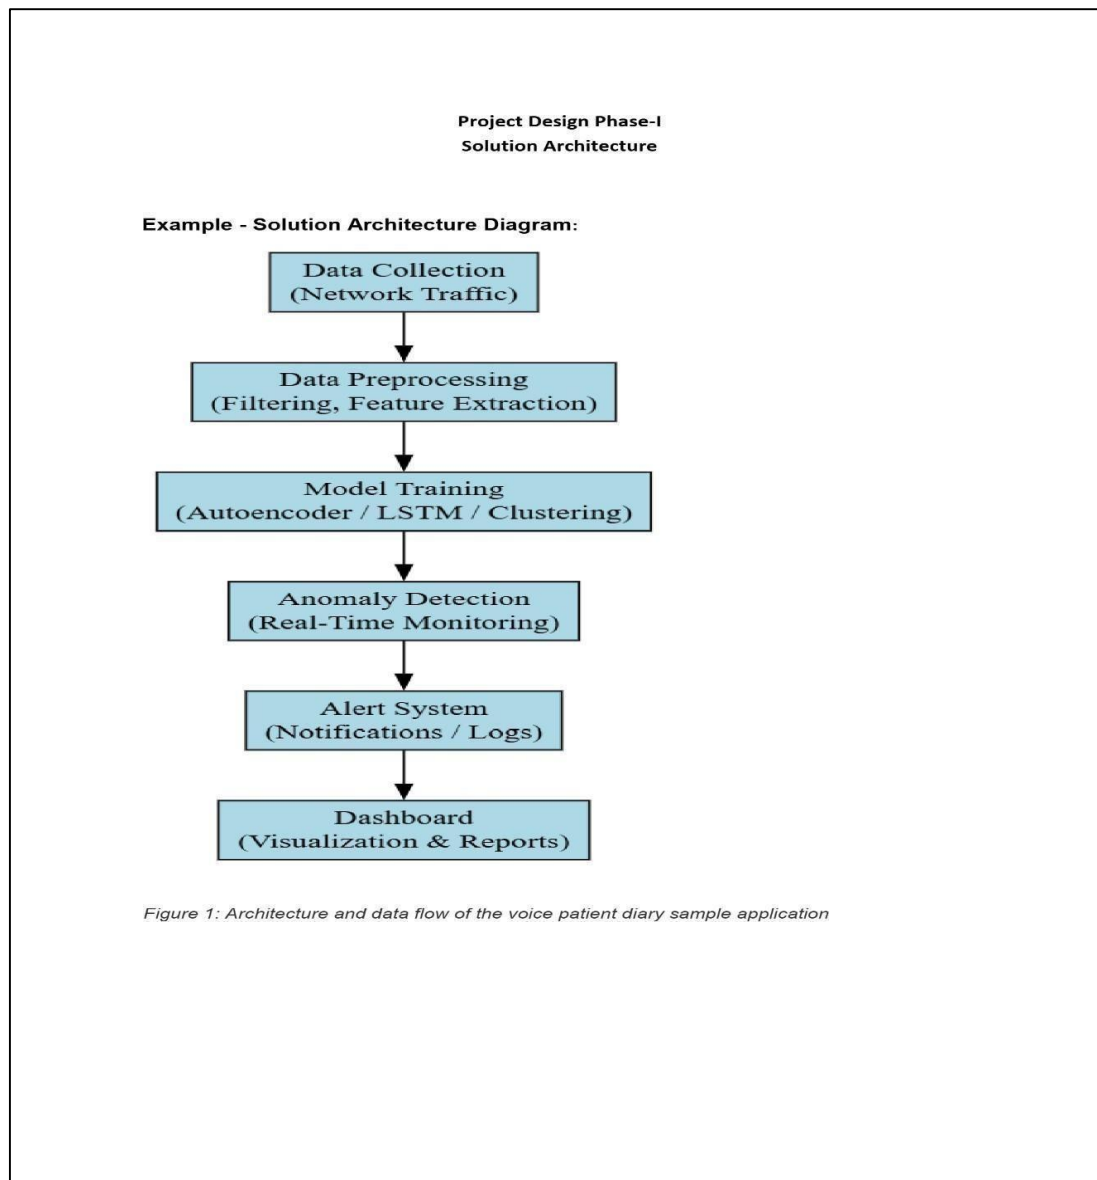 Project Design Phase-I
Solution Architecture
Example - Solution Architecture Diagram:
Data Collection
(Network Traffic)
Data Preprocessing
(Filtering, Feature Extraction)
Model Training
(Autoencoder / LSTM / Clustering)
Anomaly Detection
(Real-Time Monitoring)
Alert System
(Notifications / Logs)
Dashboard
(Visualization & Reports)
Figure 1: Architecture and data flow of the voice patient diary sample application